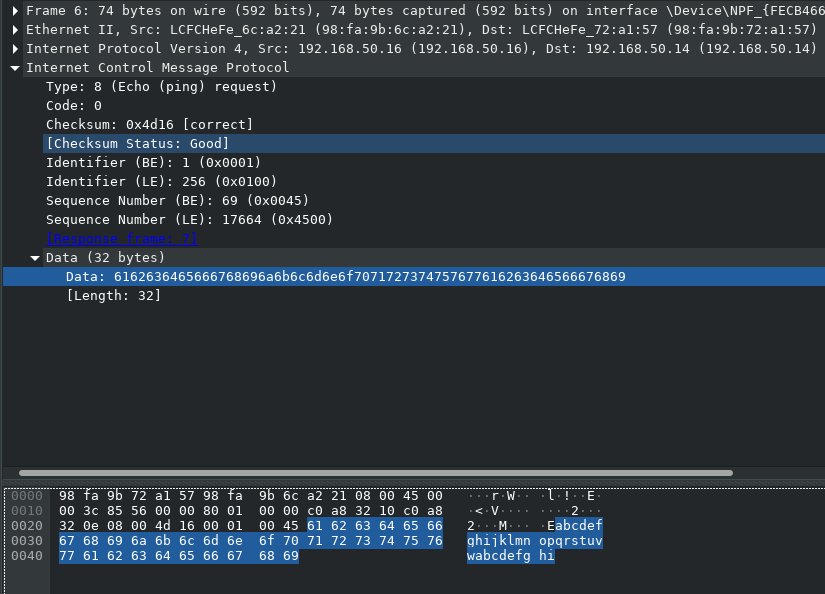 Frame 6: 74 bytes on wire (592 bits), 74 bytes captured (592 bits) on interface \Device\NPF_{FECB466
Ethernet II, Src: LCFCHeFe_6c:a2:21 (98:fa:9b:6c:a2:21), Dst: LCFCHeFe_72:a1:57 (98:fa:9b:72:a1:57)
Internet Protocol Version 4, Src: 192.168.50.16 (192.168.50.16), Dst: 192.168.50.14 (192.168.50.14)
Internet Control Message Protocol
Type: 8 (Echo (ping) request)
Code: 0
Checksum: 0x4d16 [correct]
[Checksum Status: Good]
Identifier (BE): 1 (0x0001)
Identifier (LE): 256 (0x0100)
Sequence Number (BE): 69 (0x0045)
Sequence Number (LE): 17664 (0x4500)
[Response frame: 7]
Data (32 bytes)
Data: 6162636465666768696a6b6c6d6e6f7071727374757677616263646566676869
[Length: 32]
0000 98 fa 9b 72 a1 57 98 fa 9b 6c a2 21 08 00 45 00 ···r·W·· ·l·!··E·
0010 00 3c 85 56 00 00 80 01 00 00 c0 a8 32 10 c0 a8 ·<·V···· ····2···
0020 32 0e 08 00 4d 16 00 01 00 45 61 62 63 64 65 66 2···M··· ·Eabcdef
0030 67 68 69 6a 6b 6c 6d 6e 6f 70 71 72 73 74 75 76 ghijklmn opqrstuv
0040 77 61 62 63 64 65 66 67 68 69 wabcdefg hi